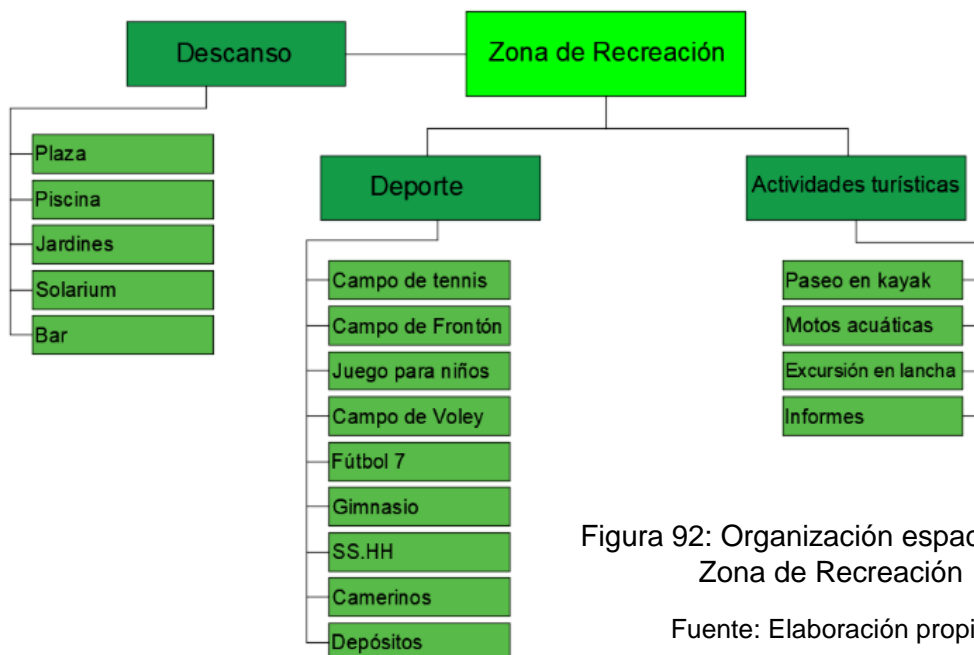 Zona de Recreación
Descanso
Plaza
Piscina
Jardines
Solarium
Bar
Deporte
Campo de tennis
Campo de Frontón
Juego para niños
Campo de Voley
Fútbol 7
Gimnasio
SS.HH
Camerinos
Depósitos
Actividades turísticas
Paseo en kayak
Motos acuáticas
Excursión en lancha
Informes
Figura 92: Organización
Zona de Recreación
Fuente: Elaboración